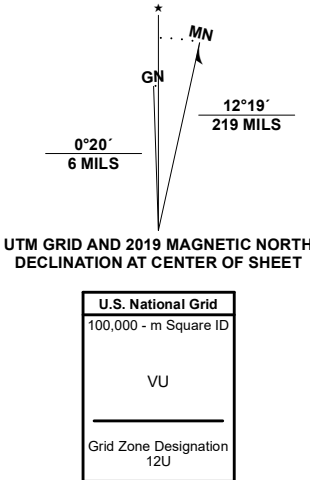 ★
MN
GN
12°19´
219 MILS
0°20´
6 MILS
UTM GRID AND 2019 MAGNETIC NORTH
DECLINATION AT CENTER OF SHEET
U.S. National Grid
100,000 - m Square ID
VU
Grid Zone Designation
12U